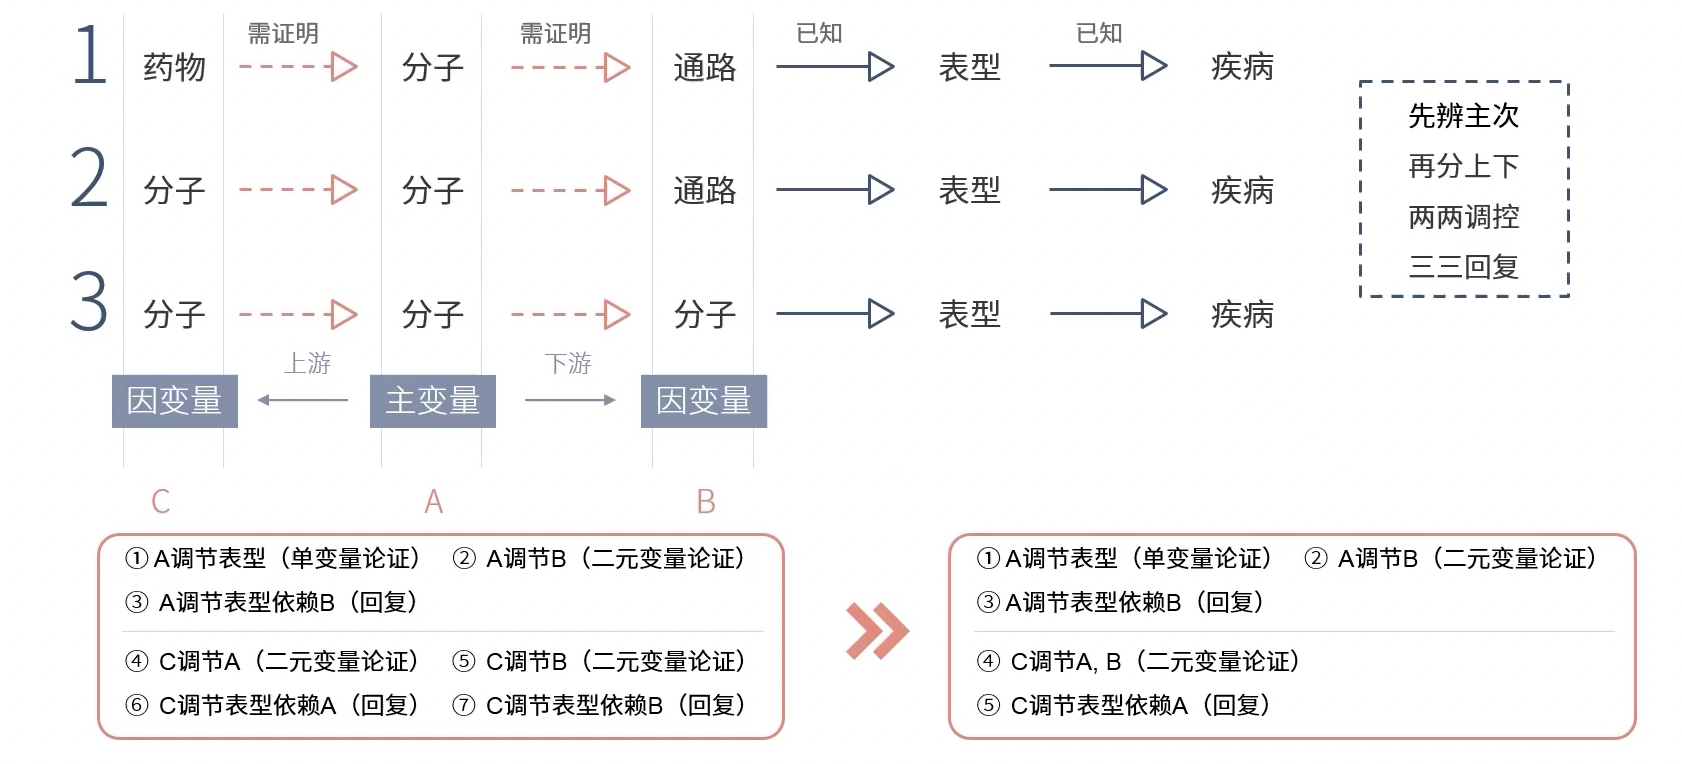 需证明 需证明 已知 已知
1 药物 分子 通路 表型 疾病
2 分子 分子 通路 表型 疾病
3 分子 分子 分子 表型 疾病
上游 下游
因变量 主变量 因变量
C A B
先辨主次
再分上下
两两调控
三三回复
① A调节表型（单变量论证） ② A调节B（二元变量论证）
③ A调节表型依赖B（回复）
④ C调节A（二元变量论证） ⑤ C调节B（二元变量论证）
⑥ C调节表型依赖A（回复） ⑦ C调节表型依赖B（回复）
① A调节表型（单变量论证） ② A调节B（二元变量论证）
③ A调节表型依赖B（回复）
④ C调节A, B（二元变量论证）
⑤ C调节表型依赖A（回复）